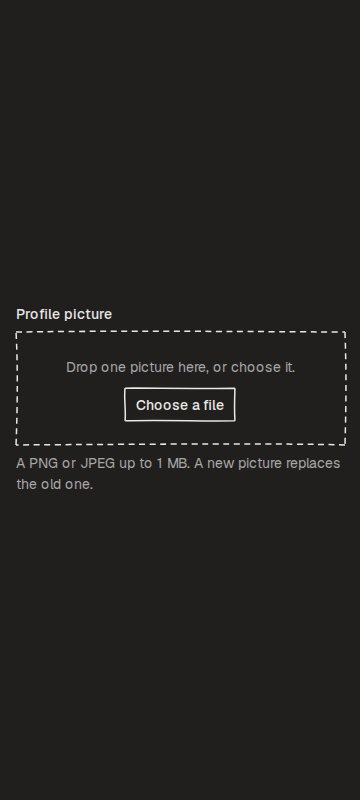 Profile picture
Drop one picture here, or choose it.
Choose a file
A PNG or JPEG up to 1 MB. A new picture replaces
the old one.